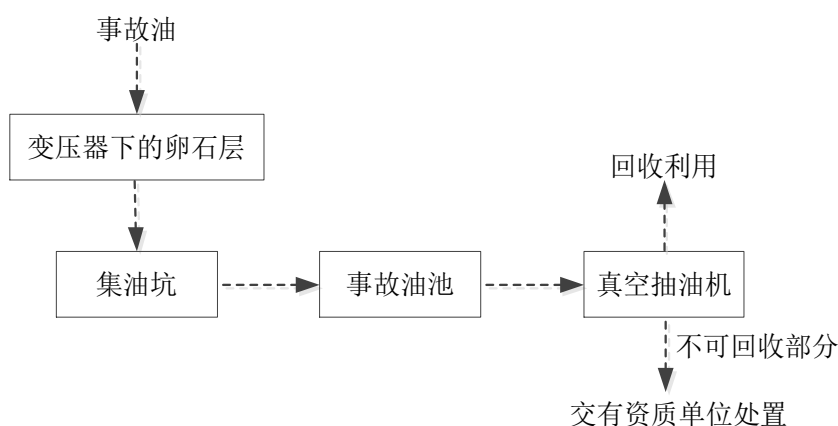 事故油
变压器下的卵石层
回收利用
集油坑
事故油池
真空抽油机
不可回收部分
交有资质单位处置